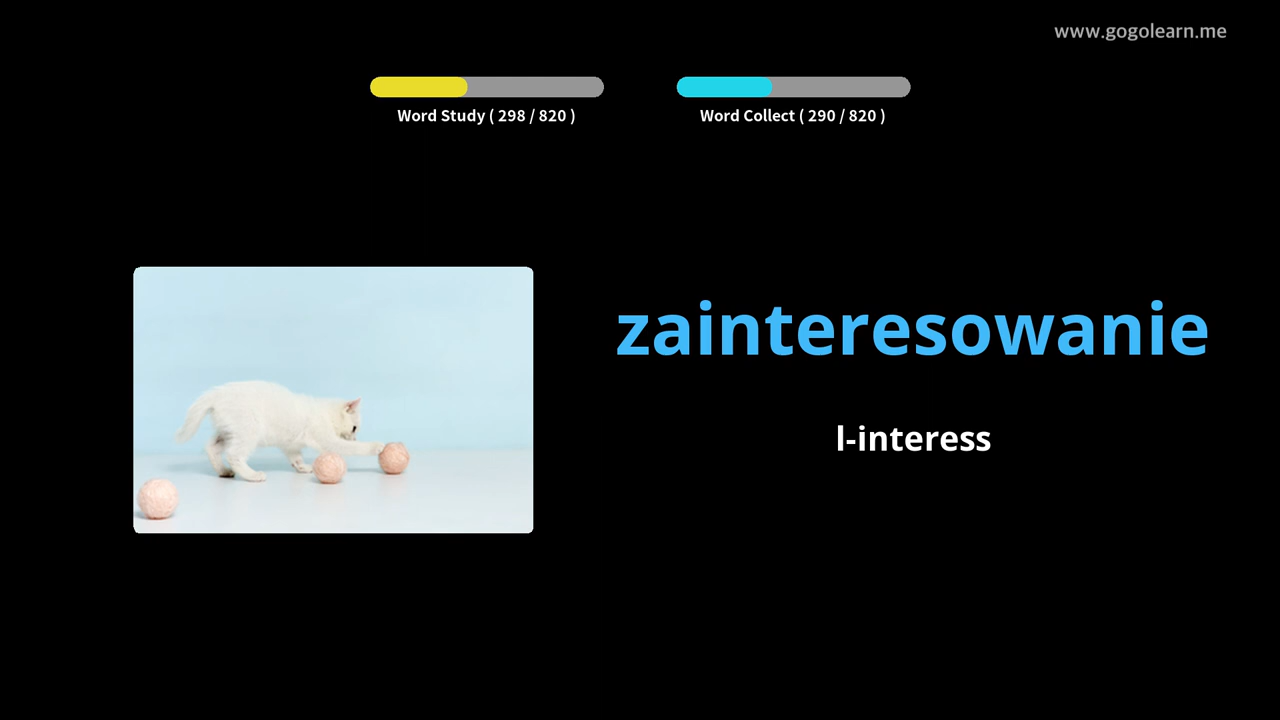 www.gogolearn.me
Word Study ( 298 / 820 )
Word Collect ( 290 / 820 )
zainteresowanie
l-interess